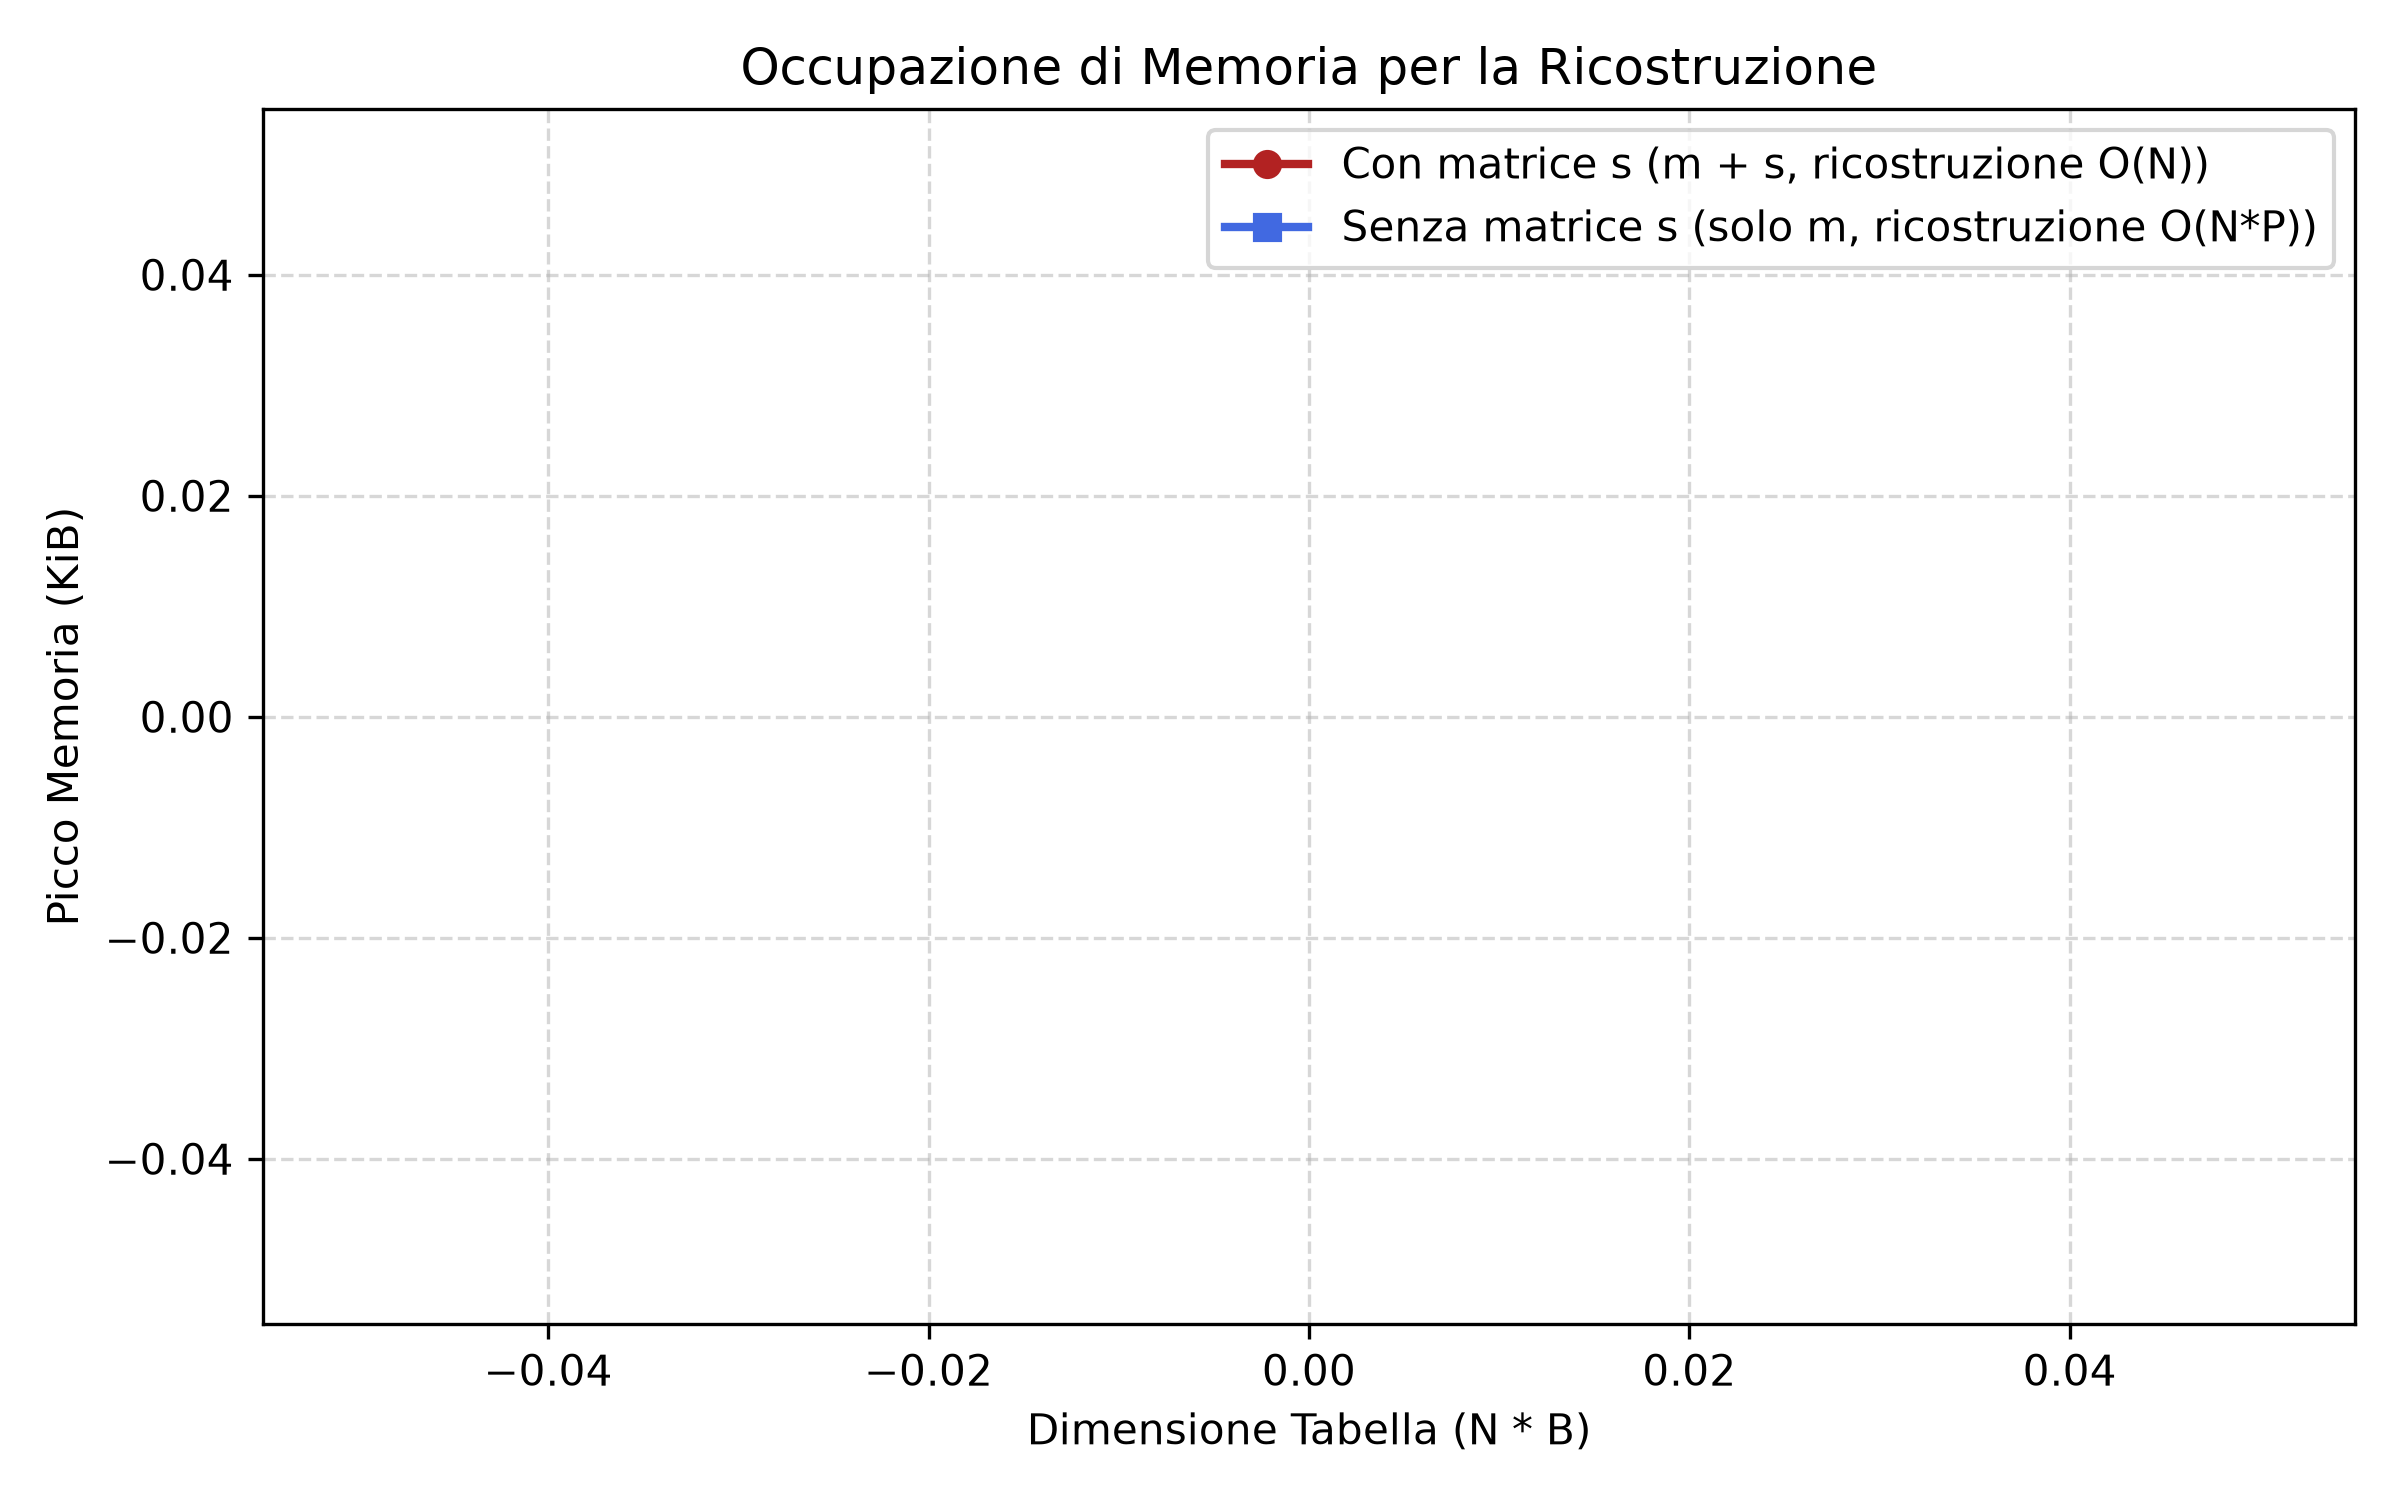 Occupazione di Memoria per la Ricostruzione
Con matrice s (m + s, ricostruzione O(N))
Senza matrice s (solo m, ricostruzione O(N*P))
Picco Memoria (KiB)
0.04
0.02
0.00
−0.02
−0.04
−0.04 −0.02 0.00 0.02 0.04
Dimensione Tabella (N * B)